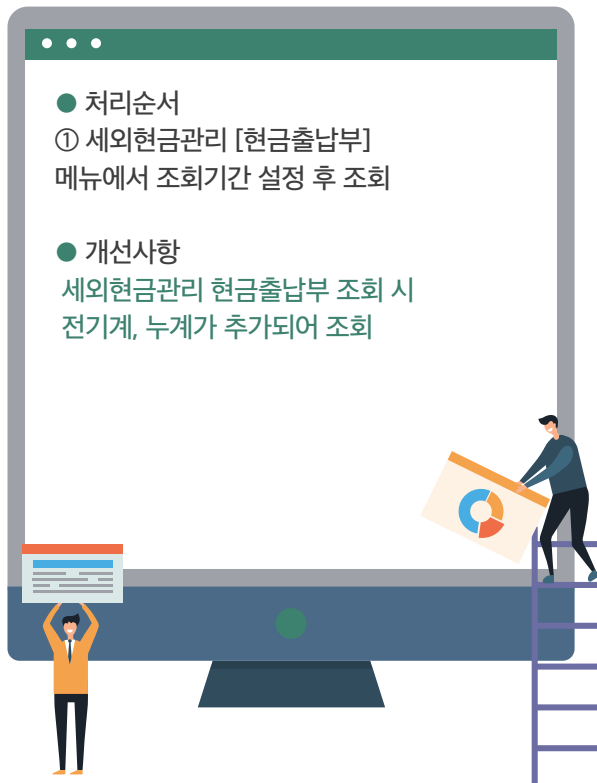 ● 처리순서
① 세외현금관리 [현금출납부]
메뉴에서 조회기간 설정 후 조회
● 개선사항
세외현금관리 현금출납부 조회 시
전기계, 누계가 추가되어 조회